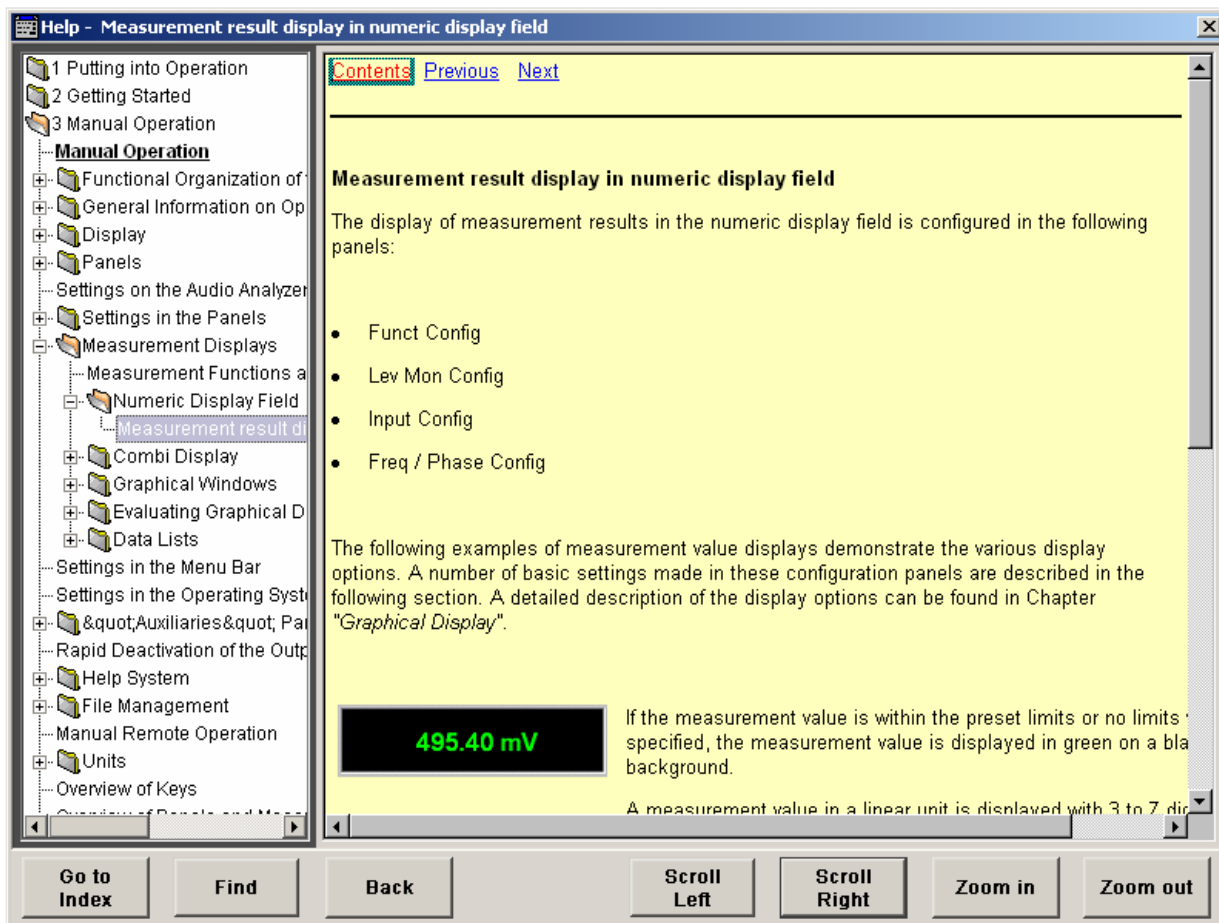 Help - Measurement result display in numeric display field
1 Putting into Operation
2 Getting Started
3 Manual Operation
Manual Operation
Functional Organization of
General Information on Op
Display
Panels
Settings on the Audio Analyzer
Settings in the Panels
Measurement Displays
Measurement Functions a
Numeric Display Field
Measurement result di
Combi Display
Graphical Windows
Evaluating Graphical D
Data Lists
Settings in the Menu Bar
Settings in the Operating Syst
&quot;Auxiliaries&quot; Pa
Rapid Deactivation of the Outp
Help System
File Management
Manual Remote Operation
Units
Overview of Keys
Overview of Panels and
Contents Previous Next
Measurement result display in numeric display field
The display of measurement results in the numeric display field is configured in the following
panels:
• Funct Config
• Lev Mon Config
• Input Config
• Freq / Phase Config
The following examples of measurement value displays demonstrate the various display
options. A number of basic settings made in these configuration panels are described in the
following section. A detailed description of the display options can be found in Chapter
"Graphical Display".
495.40 mV
If the measurement value is within the preset limits or no limits
specified, the measurement value is displayed in green on a bla
background.
A measurement value in a linear unit is displayed with 3 to 7 dig
Go to
Index
Find
Back
Scroll
Left
Scroll
Right
Zoom in
Zoom out